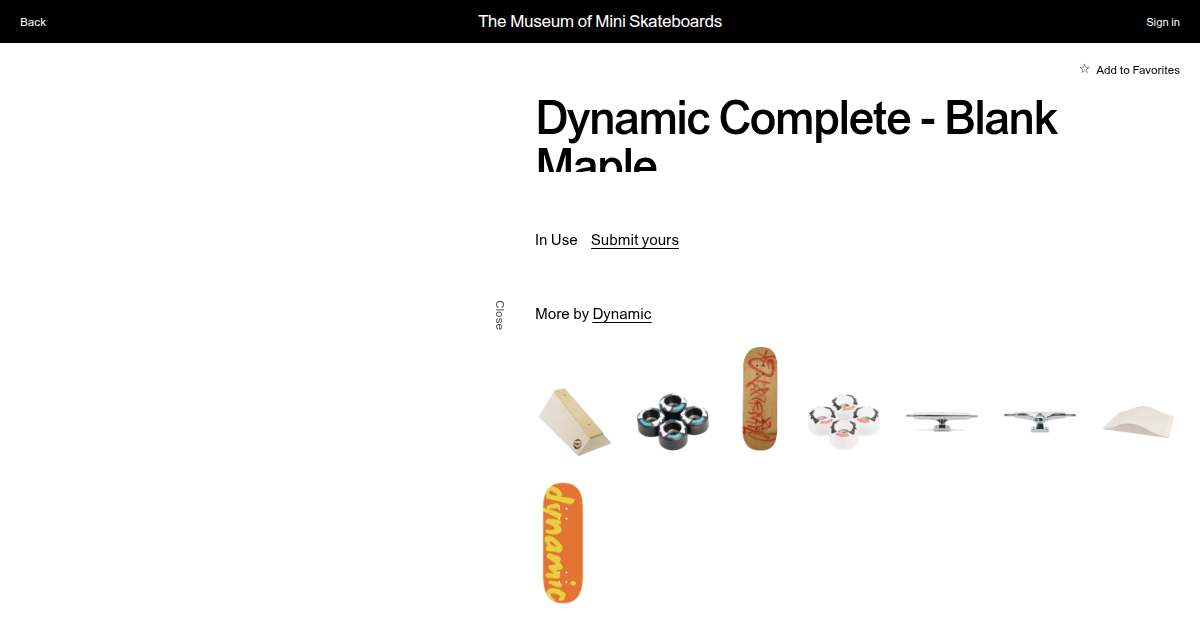 Back
The Museum of Mini Skateboards
Sign in
☆ Add to Favorites
Dynamic Complete - Blank
Maple
In Use Submit yours
Close
More by Dynamic
dynamic